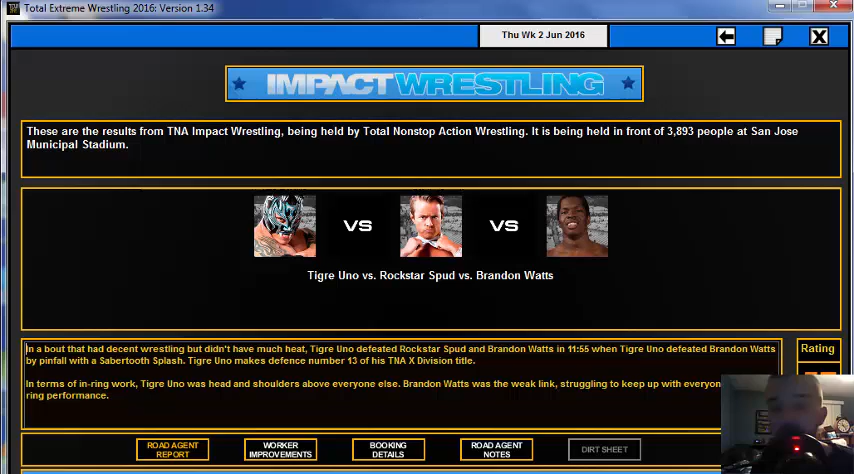 Total Extreme Wrestling 2016: Version 1.34
Thu Wk 2 Jun 2016
IMPACT WRESTLING
These are the results from TNA Impact Wrestling, being held by Total Nonstop Action Wrestling. It is being held in front of 3,893 people at San Jose
Municipal Stadium.
VS VS
Tigre Uno vs. Rockstar Spud vs. Brandon Watts
In a bout that had decent wrestling but didn't have much heat, Tigre Uno defeated Rockstar Spud and Brandon Watts in 11:55 when Tigre Uno defeated Brandon Watts
by pinfall with a Sabertooth Splash. Tigre Uno makes defence number 13 of his TNA X Division title.
Rating
In terms of in-ring work, Tigre Uno was head and shoulders above everyone else. Brandon Watts was the weak link, struggling to keep up with everyon
ring performance.
ROAD AGENT
REPORT
WORKER
IMPROVEMENTS
BOOKING
DETAILS
ROAD AGENT
NOTES
DIRT SHEET